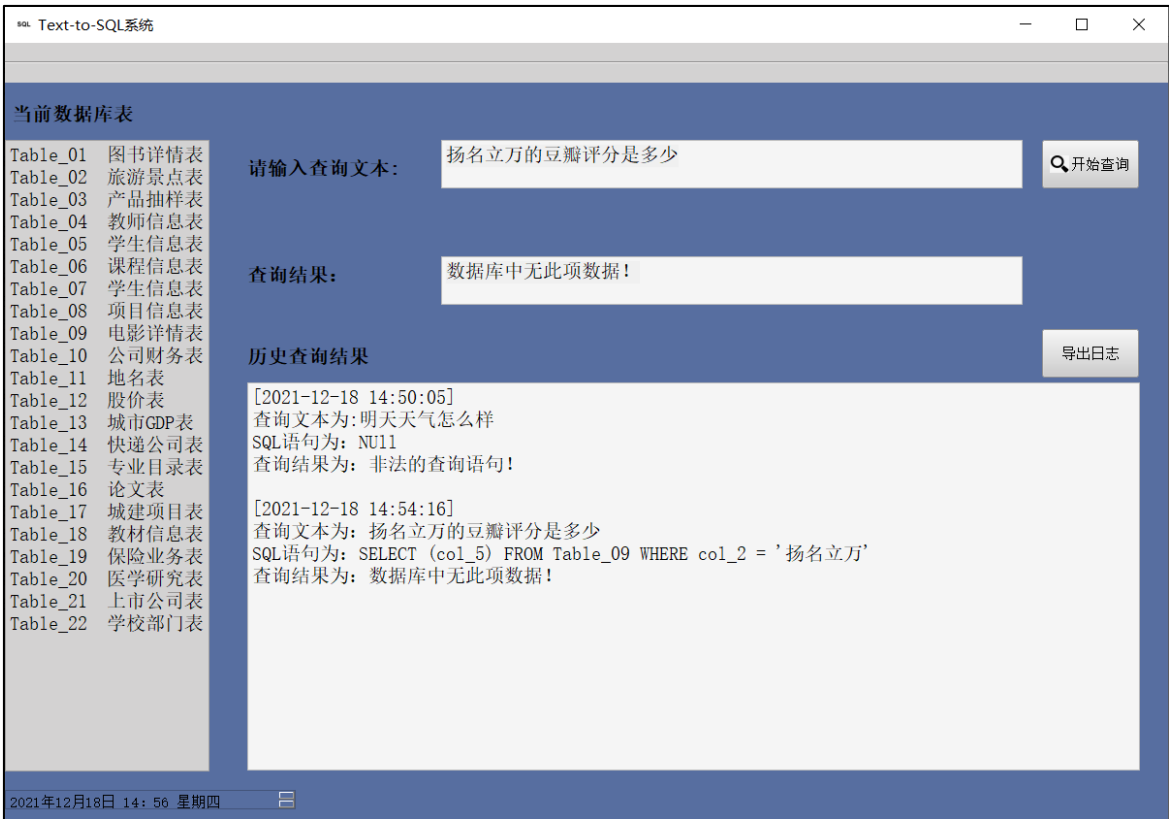 SQL Text-to-SQL系统
当前数据库表
Table_01 图书详情表
Table_02 旅游景点表
Table_03 产品抽样表
Table_04 教师信息表
Table_05 学生信息表
Table_06 课程信息表
Table_07 学生信息表
Table_08 项目信息表
Table_09 电影详情表
Table_10 公司财务表
Table_11 地名表
Table_12 股价表
Table_13 城市GDP表
Table_14 快递公司表
Table_15 专业目录表
Table_16 论文表
Table_17 城建项目表
Table_18 教材信息表
Table_19 保险业务表
Table_20 医学研究表
Table_21 上市公司表
Table_22 学校部门表
请输入查询文本:
扬名立万的豆瓣评分是多少
开始查询
查询结果:
数据库中无此项数据!
历史查询结果
导出日志
[2021-12-18 14:50:05]
查询文本为:明天天气怎么样
SQL语句为: NUll
查询结果为: 非法的查询语句!
[2021-12-18 14:54:16]
查询文本为: 扬名立万的豆瓣评分是多少
SQL语句为: SELECT (col_5) FROM Table_09 WHERE col_2 = '扬名立万'
查询结果为: 数据库中无此项数据!
2021年12月18日 14: 56 星期四